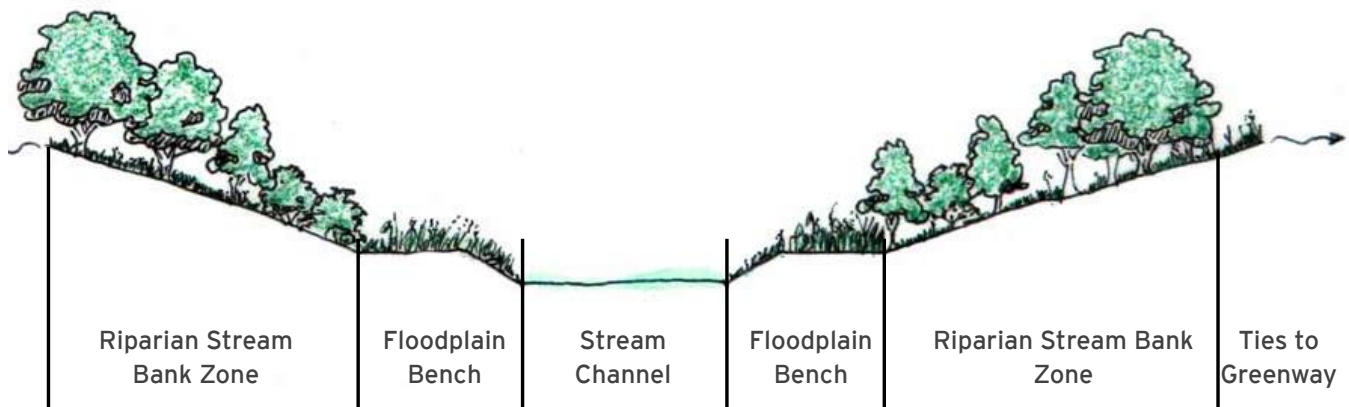 Riparian Stream
Bank Zone
Floodplain
Bench
Stream
Channel
Floodplain
Bench
Riparian Stream Bank
Zone
Ties to
Greenway